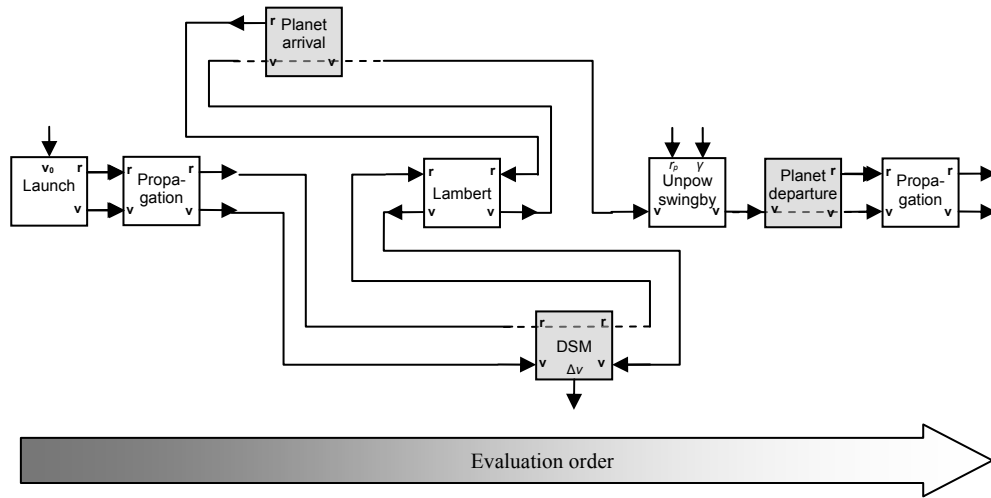 r Planet
arrival
v v
v₀ r
Launch
v
r r
Propa-
gation
v v
r r
Lambert
v v
r_p γ
Unpow
swingby
v v
r
Planet
departure
v v
r r
Propa-
gation
v v
r r
DSM
v v
Δv
Evaluation order